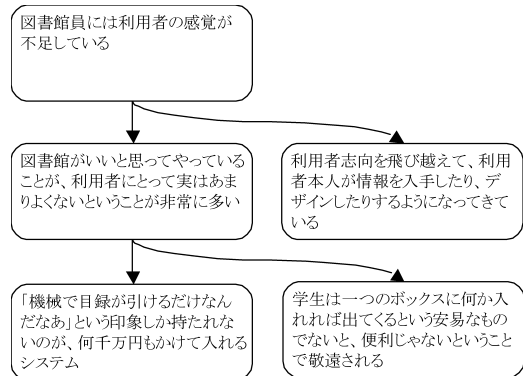 図書館員には利用者の感覚が
不足している
図書館がいいと思ってやっている
ことが、利用者にとって実はあま
りよくないということが非常に多い
利用者志向を飛び越えて、利用
者本人が情報を入手したり、デ
ザインしたりするようになってきて
いる
「機械で目録が引けるだけなん
だなあ」という印象しか持たれな
いのが、何千万円もかけて入れる
システム
学生は一つのボックスに何か入
れれば出てくるという安易なもの
でないと、便利じゃないということ
で敬遠される